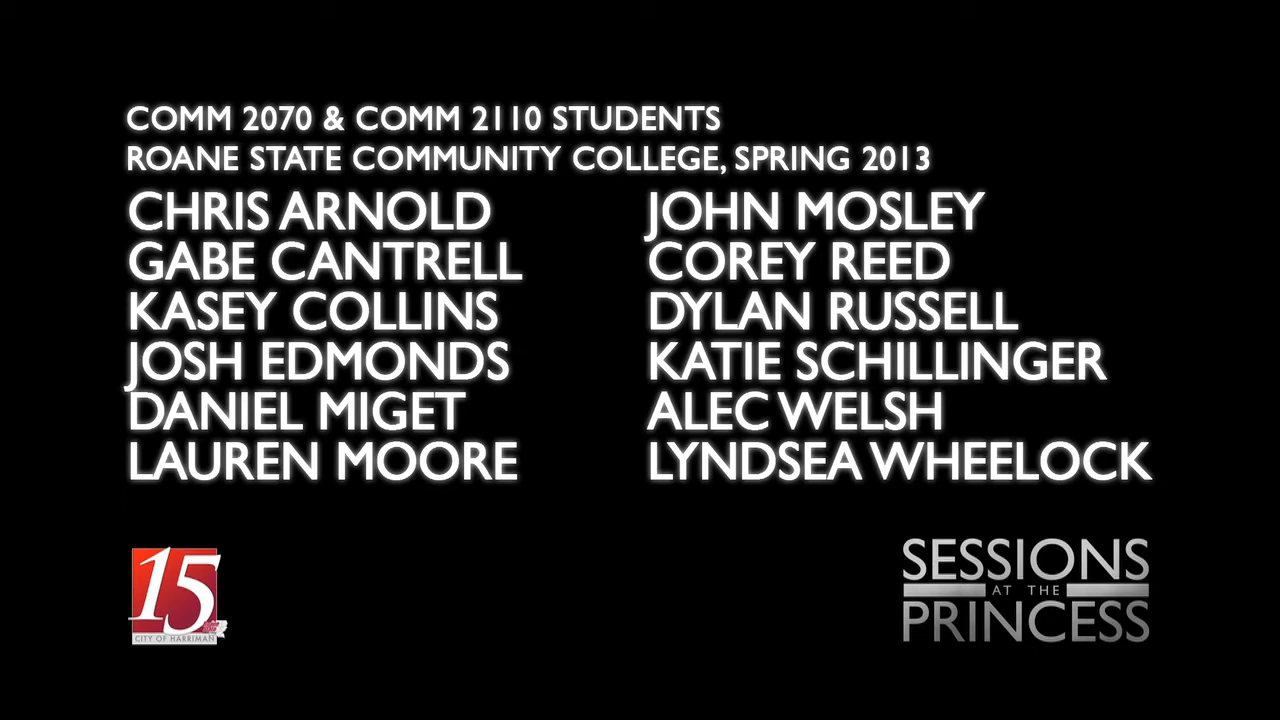 COMM 2070 & COMM 2110 STUDENTS
ROANE STATE COMMUNITY COLLEGE, SPRING 2013
CHRIS ARNOLD
GABE CANTRELL
KASEY COLLINS
JOSH EDMONDS
DANIEL MIGET
LAUREN MOORE
JOHN MOSLEY
COREY REED
DYLAN RUSSELL
KATIE SCHILLINGER
ALEC WELSH
LYNDSEA WHEELOCK
15
CITY OF HARRIMAN
SESSIONS
AT THE
PRINCESS